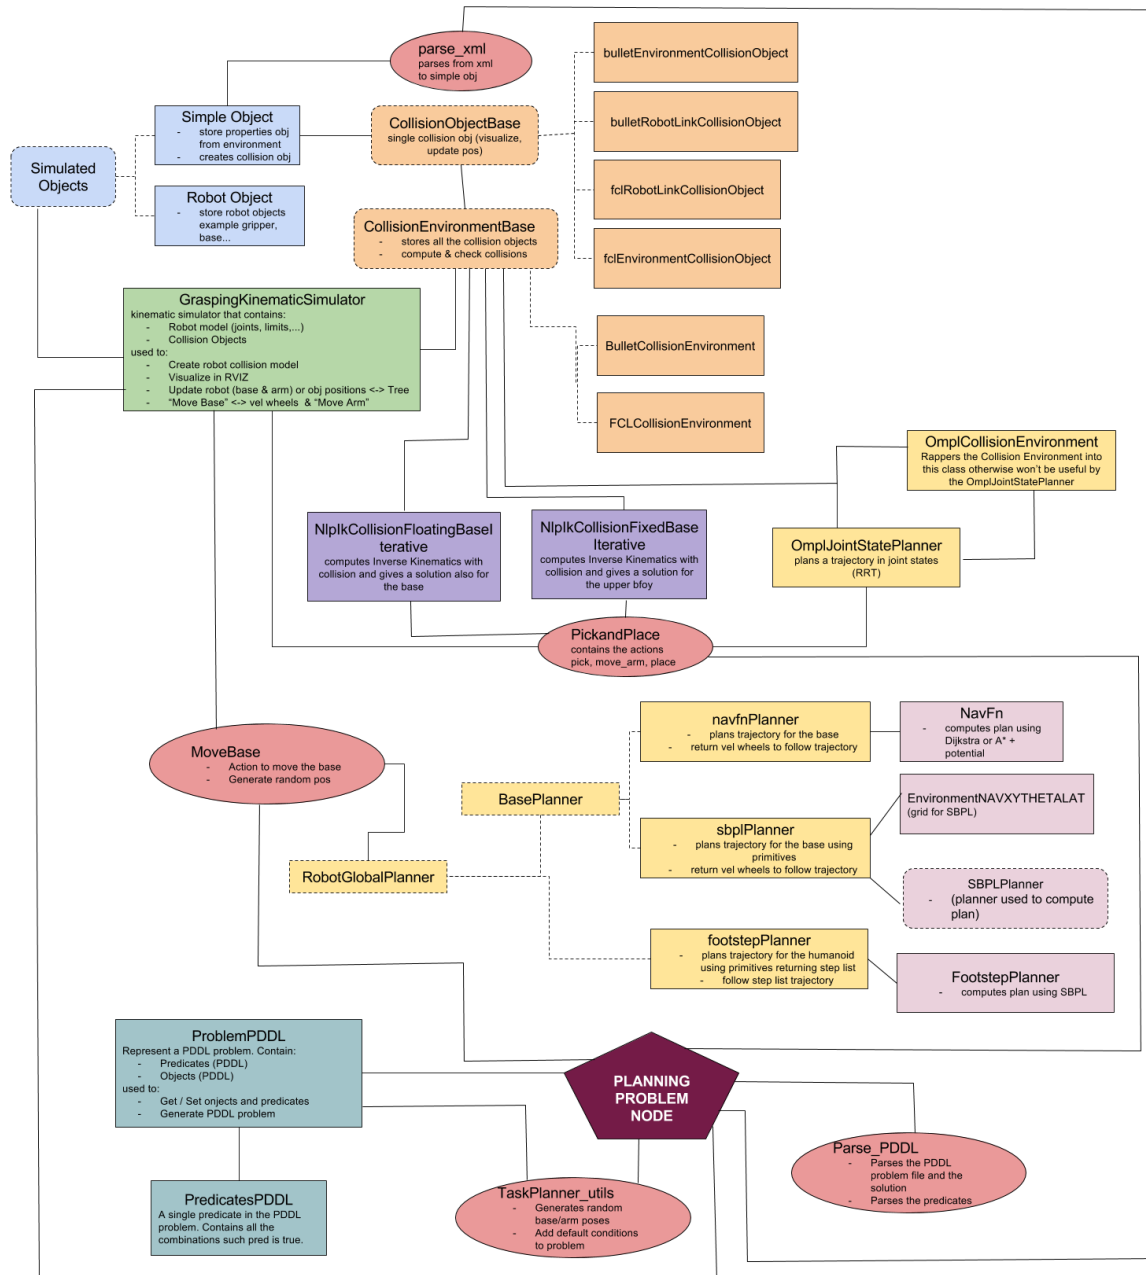 parse_xml
parses from xml
to simple obj
bulletEnvironmentCollisionObject
Simple Object
- store properties obj
from environment
- creates collision obj
CollisionObjectBase
single collision obj (visualize,
update pos)
bulletRobotLinkCollisionObject
Simulated
Objects
Robot Object
- store robot objects
example gripper,
base...
fclRobotLinkCollisionObject
CollisionEnvironmentBase
- stores all the collision objects
- compute & check collisions
fclEnvironmentCollisionObject
GraspingKinematicSimulator
kinematic simulator that contains:
- Robot model (joints, limits,...)
- Collision Objects
used to:
- Create robot collision model
- Visualize in RVIZ
- Update robot (base & arm) or obj positions <-> Tree
- “Move Base” <-> vel wheels & “Move Arm”
BulletCollisionEnvironment
FCLCollisionEnvironment
OmplCollisionEnvironment
Rappers the Collision Environment into
this class otherwise won’t be useful by
the OmplJointStatePlanner
NlpIkCollisionFloatingBaseI
terative
computes Inverse Kinematics with
collision and gives a solution also for
the base
NlpIkCollisionFixedBase
Iterative
computes Inverse Kinematics with
collision and gives a solution for
the upper bfoy
OmplJointStatePlanner
plans a trajectory in joint states
(RRT)
PickandPlace
contains the actions
pick, move_arm, place
MoveBase
- Action to move the base
- Generate random pos
navfnPlanner
- plans trajectory for the base
- return vel wheels to follow trajectory
NavFn
- computes plan using
Dijkstra or A* +
potential
BasePlanner
EnvironmentNAVXYTHETALAT
(grid for SBPL)
sbplPlanner
- plans trajectory for the base using
primitives
- return vel wheels to follow trajectory
RobotGlobalPlanner
SBPLPlanner
- (planner used to compute
plan)
footstepPlanner
- plans trajectory for the humanoid
using primitives returning step list
- follow step list trajectory
FootstepPlanner
- computes plan using SBPL
ProblemPDDL
Represent a PDDL problem. Contain:
- Predicates (PDDL)
- Objects (PDDL)
used to:
- Get / Set onjects and predicates
- Generate PDDL problem
PLANNING
PROBLEM
NODE
Parse_PDDL
- Parses the PDDL
problem file and the
solution
- Parses the predicates
PredicatesPDDL
A single predicate in the PDDL
problem. Contains all the
combinations such pred is true.
TaskPlanner_utils
- Generates random
base/arm poses
- Add default conditions
to problem